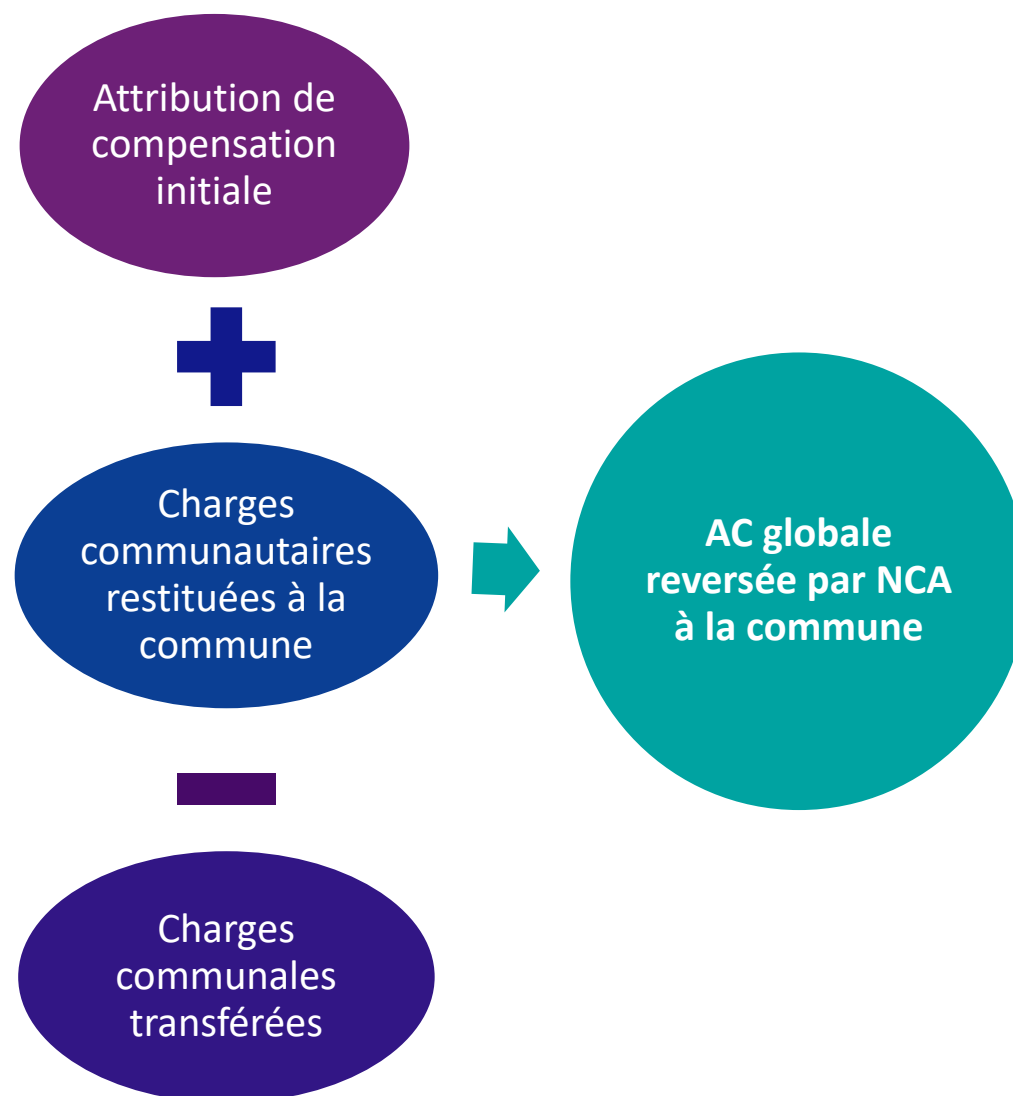 Attribution de
compensation
initiale
Charges
communautaires
restituées à la
commune
AC globale
reversée par NCA
à la commune
Charges
communales
transférées